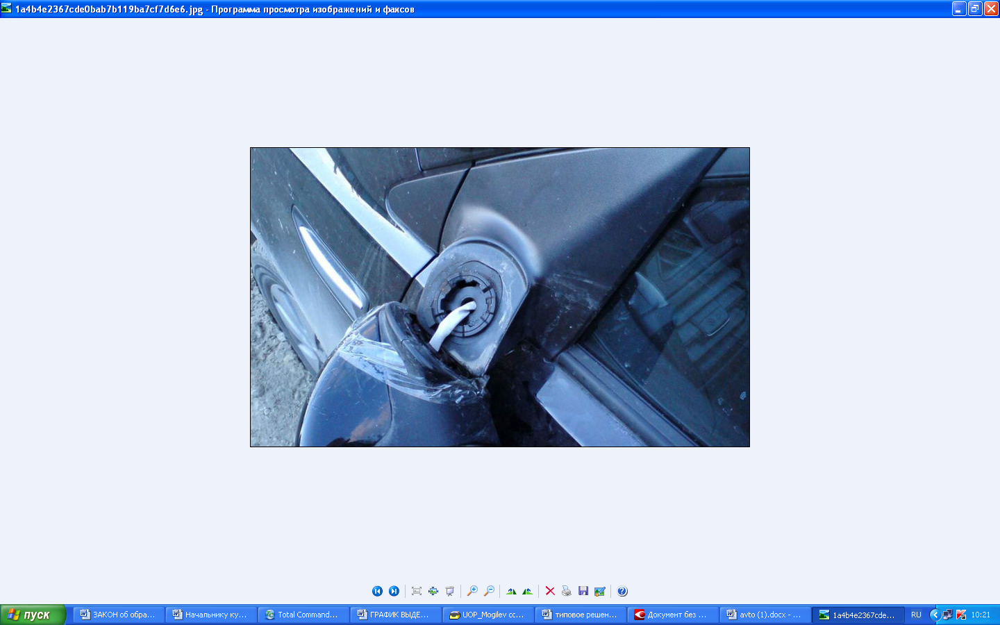 1a4b4e2367cde0bab7b119ba7cf7d6e6.jpg - Программа просмотра изображений и факсов
пуск
ЗАКОН об обра...
Начальнику ку...
Total Command...
ГРАФИК ВЫДЕ...
UOP_Mogilev сс...
типовое решен...
Документ без ...
avto (1).docx - ...
1a4b4e2367cde...
RU
10:21